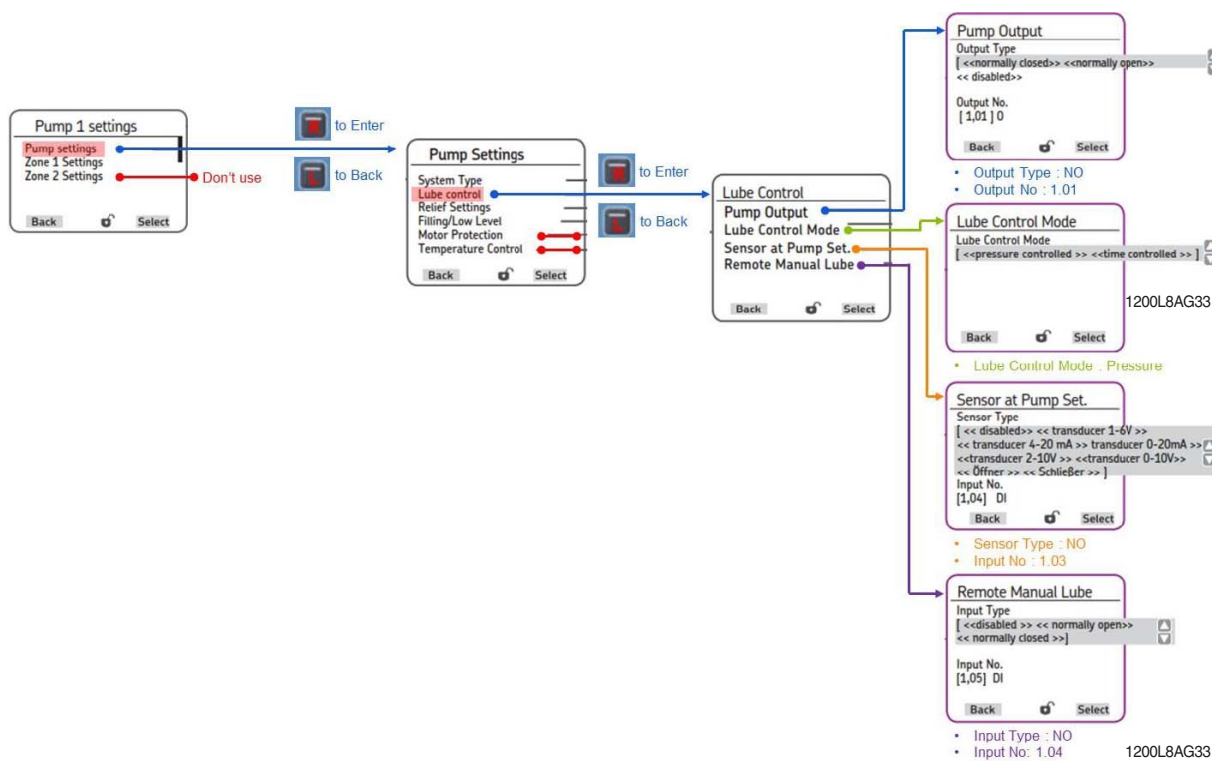 Pump 1 settings
Pump settings
Zone 1 Settings
Zone 2 Settings
Don't use
Back
Select
R
to Enter
L
to Back
Pump Settings
System Type
Lube control
Relief Settings
Filling/Low Level
Motor Protection
Temperature Control
Back
Select
R
to Enter
L
to Back
Lube Control
Pump Output
Lube Control Mode
Sensor at Pump Set.
Remote Manual Lube
Back
Select
Pump Output
Output Type
[ <<normally closed>> <<normally open>>
<< disabled>>
Output No.
[ 1,01 ] 0
Back
Select
• Output Type : NO
• Output No : 1.01
Lube Control Mode
Lube Control Mode
[ <<pressure controlled >> <<time controlled >> ]
1200L8AG33
Back
Select
• Lube Control Mode : Pressure
Sensor at Pump Set.
Sensor Type
[ << disabled>> << transducer 1-6V >>
<< transducer 4-20 mA >> transducer 0-20mA >>
<<transducer 2-10V >> <<transducer 0-10V>>
<< Öffner >> << Schließer >> ]
Input No.
[1,04] DI
Back
Select
• Sensor Type : NO
• Input No : 1.03
Remote Manual Lube
Input Type
[ <<disabled >> << normally open>>
<< normally closed >>]
Input No.
[1,05] DI
Back
Select
• Input Type : NO
• Input No: 1.04
1200L8AG33